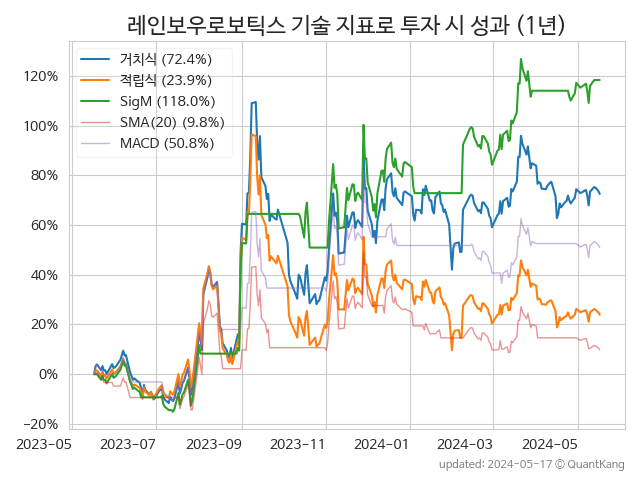 레인보우로보틱스 기술 지표로 투자 시 성과 (1년)
거치식 (72.4%)
적립식 (23.9%)
SigM (118.0%)
SMA(20) (9.8%)
MACD (50.8%)
120%
100%
80%
60%
40%
20%
0%
−20%
2023−05 2023−07 2023−09 2023−11 2024−01 2024−03 2024−05
updated: 2024−05−17 © QuantKang